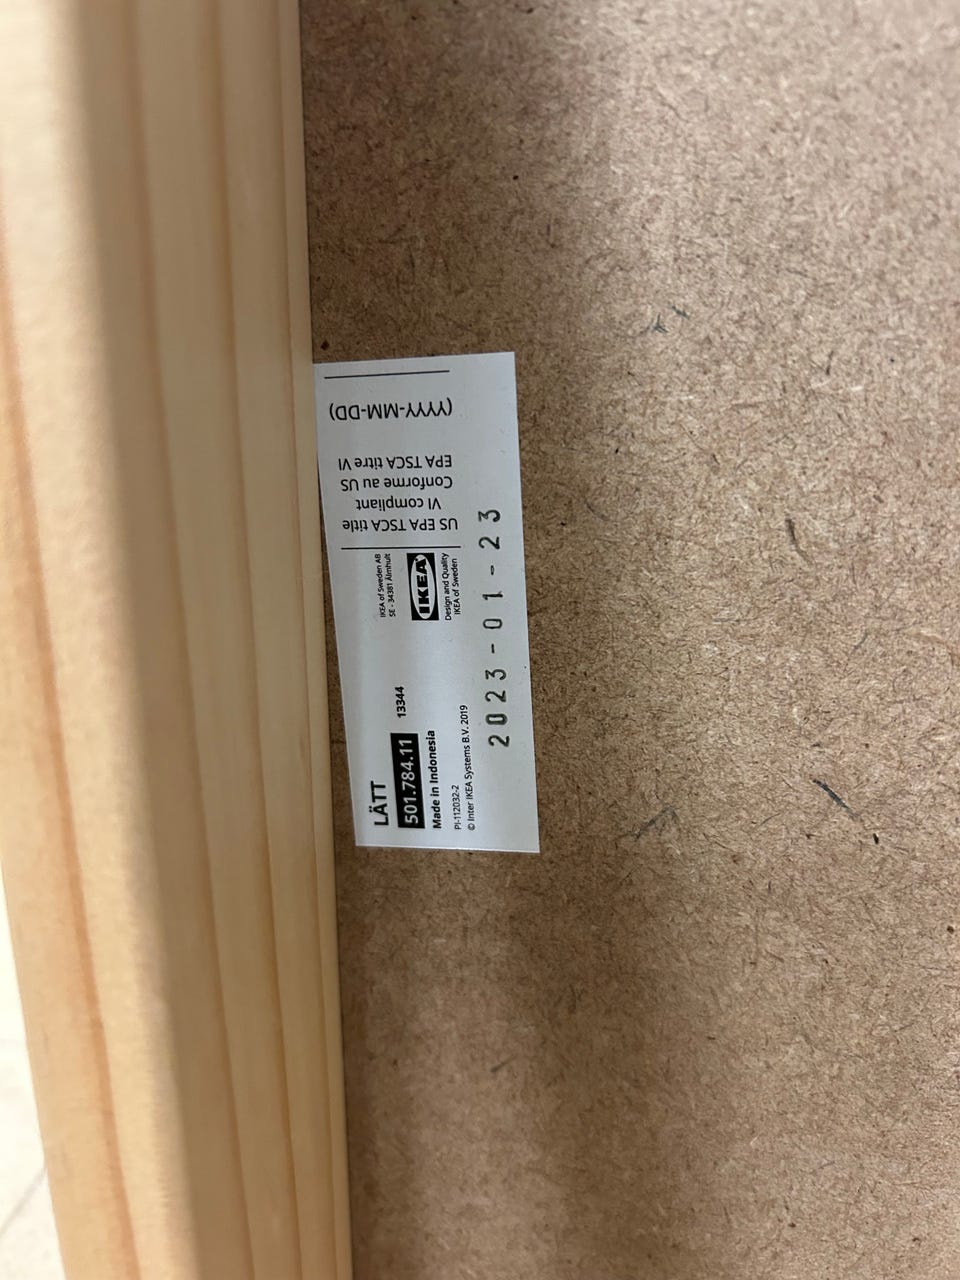 LÄTT
501.784.11 13344
Made in Indonesia
PI-112032-2
© Inter IKEA Systems B.V. 2019
IKEA of Sweden AB
SE - 34381 Älmhult
IKEA
Design and Quality
IKEA of Sweden
2023-01-23
US EPA TSCA title
VI compliant
Conforme au US
EPA TSCA titre VI
(YYYY-MM-DD)